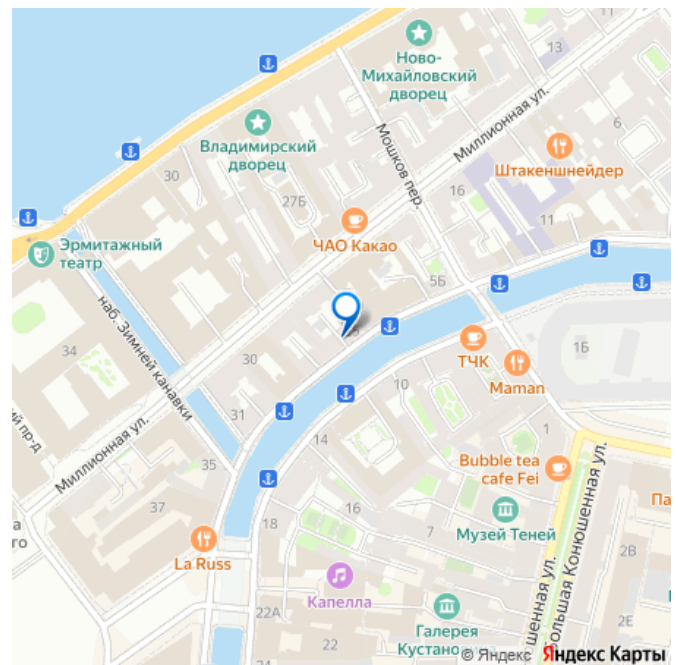 Ново-
Михайловский
дворец
13
Миллионная ул.
6
Владимирский
дворец
Мошков пер.
Штакеншнейдер
30
16
27Б
11
ЧАО Какао
Эрмитажный
театр
5Б
наб. Зимней канавки
34
30
ТЧК
1Б
Maman
10
31
Миллионная ул.
14
1
35
Bubble tea
cafe Fei
37
16
7
Музей Теней
18
La Russ
Большая Конюшенная ул.
2В
Капелла
22А
Галерея
22
2Е
© Яндекс
Яндекс Карты